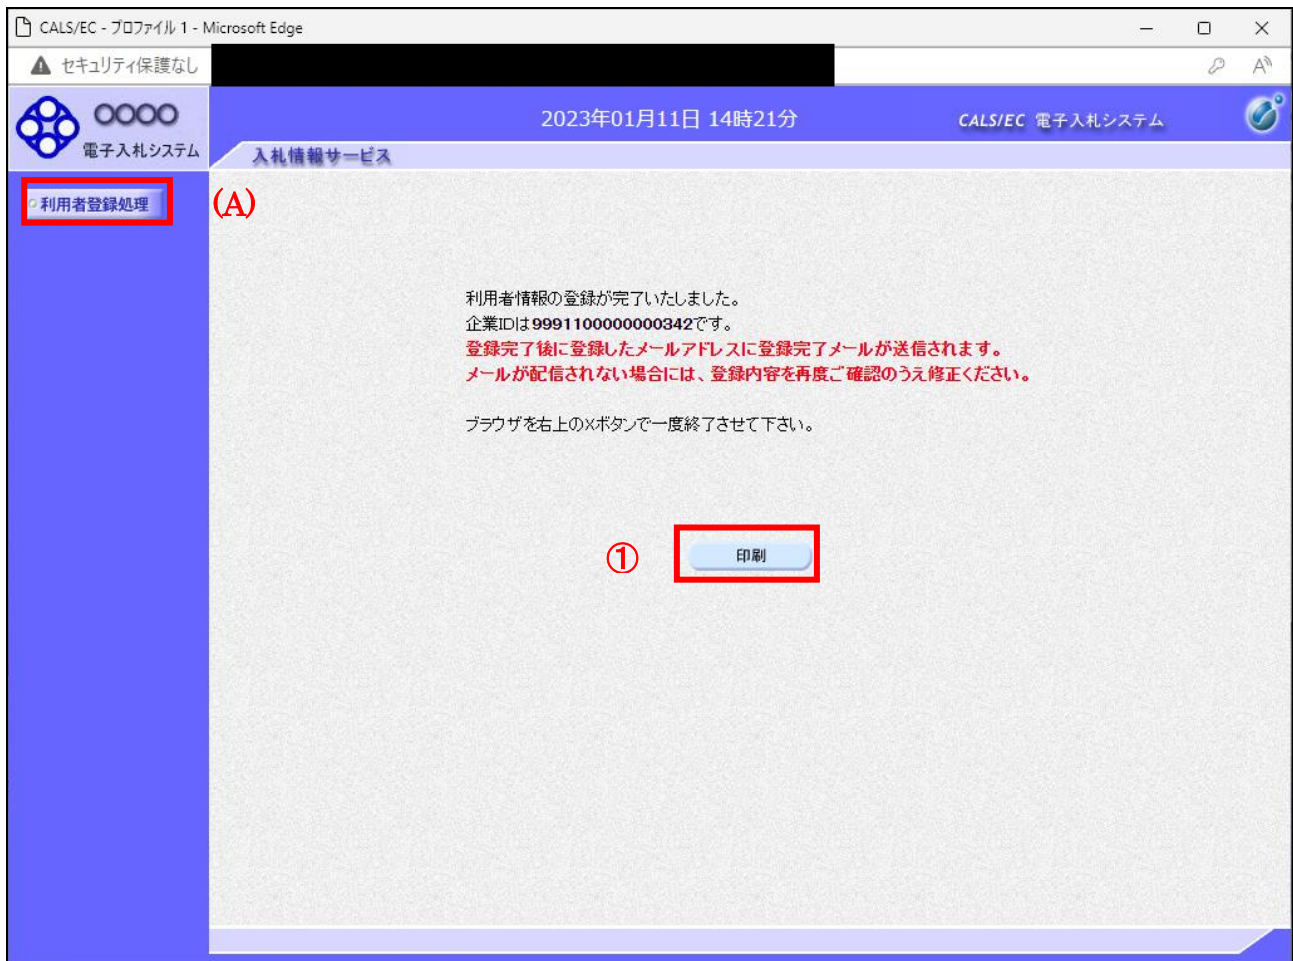 CALS/EC - プロファイル 1 - Microsoft Edge
セキュリティ保護なし
OOOO
電子入札システム
2023年01月11日 14時21分
CALS/EC 電子入札システム
入札情報サービス
利用者登録処理
(A)
利用者情報の登録が完了いたしました。
企業IDは9991100000000342です。
登録完了後に登録したメールアドレスに登録完了メールが送信されます。
メールが配信されない場合には、登録内容を再度ご確認のうえ修正ください。
ブラウザを右上の×ボタンで一度終了させて下さい。
①
印刷